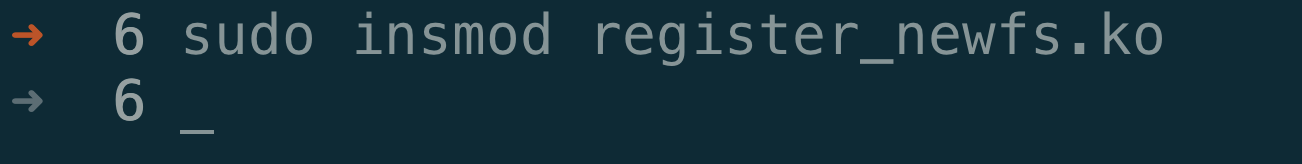 ➜ 6 sudo insmod register_newfs.ko
➜ 6 _